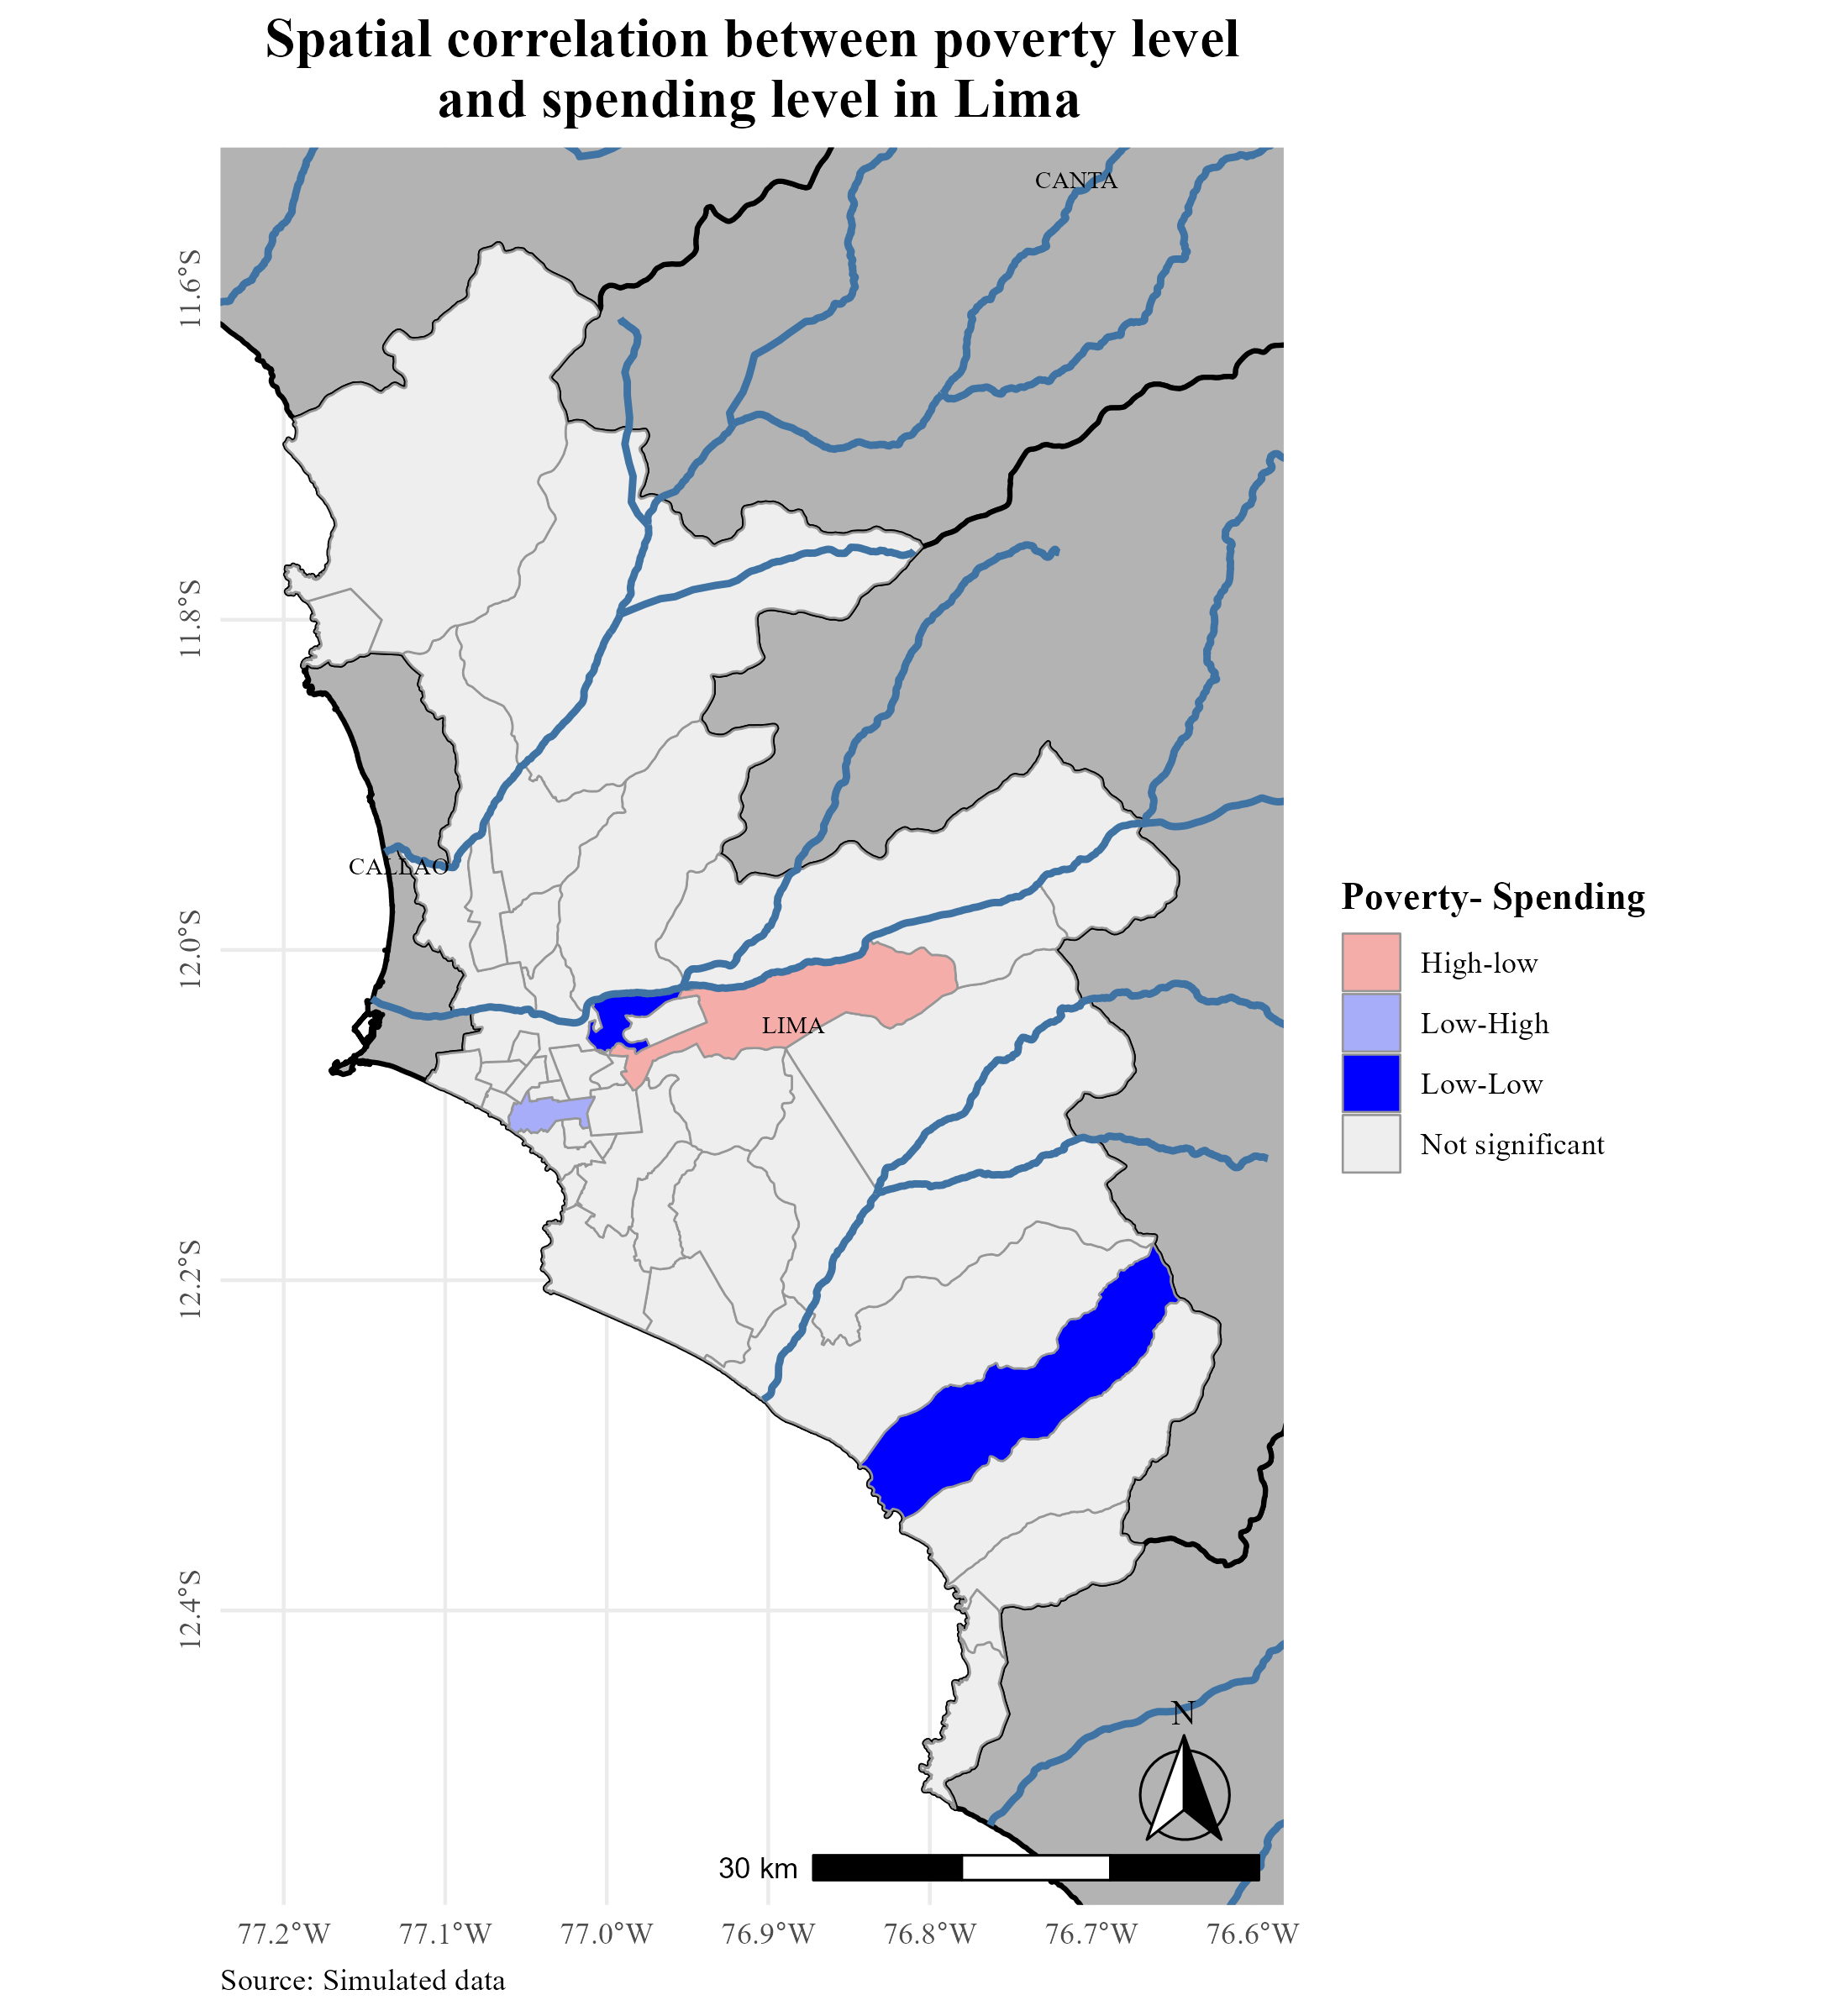 Spatial correlation between poverty level
and spending level in Lima
CANTA
11.6°S
11.8°S
CALLAO
12.0°S
LIMA
12.2°S
12.4°S
Poverty- Spending
High-low
Low-High
Low-Low
Not significant
N
30 km
77.2°W 77.1°W 77.0°W 76.9°W 76.8°W 76.7°W 76.6°W
Source: Simulated data